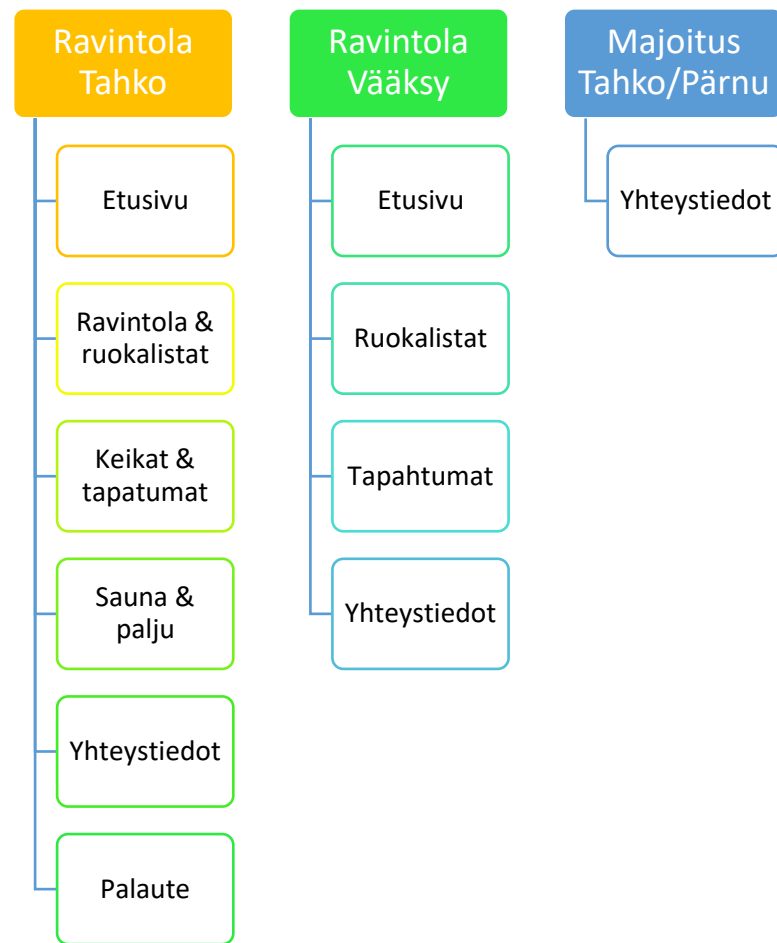 Ravintola
Tahko
Etusivu
Ravintola &
ruokalistat
Keikat &
tapatumat
Sauna &
palju
Yhteystiedot
Palaute
Ravintola
Vääksy
Etusivu
Ruokalistat
Tapahtumat
Yhteystiedot
Majoitus
Tahko/Pärnu
Yhteystiedot